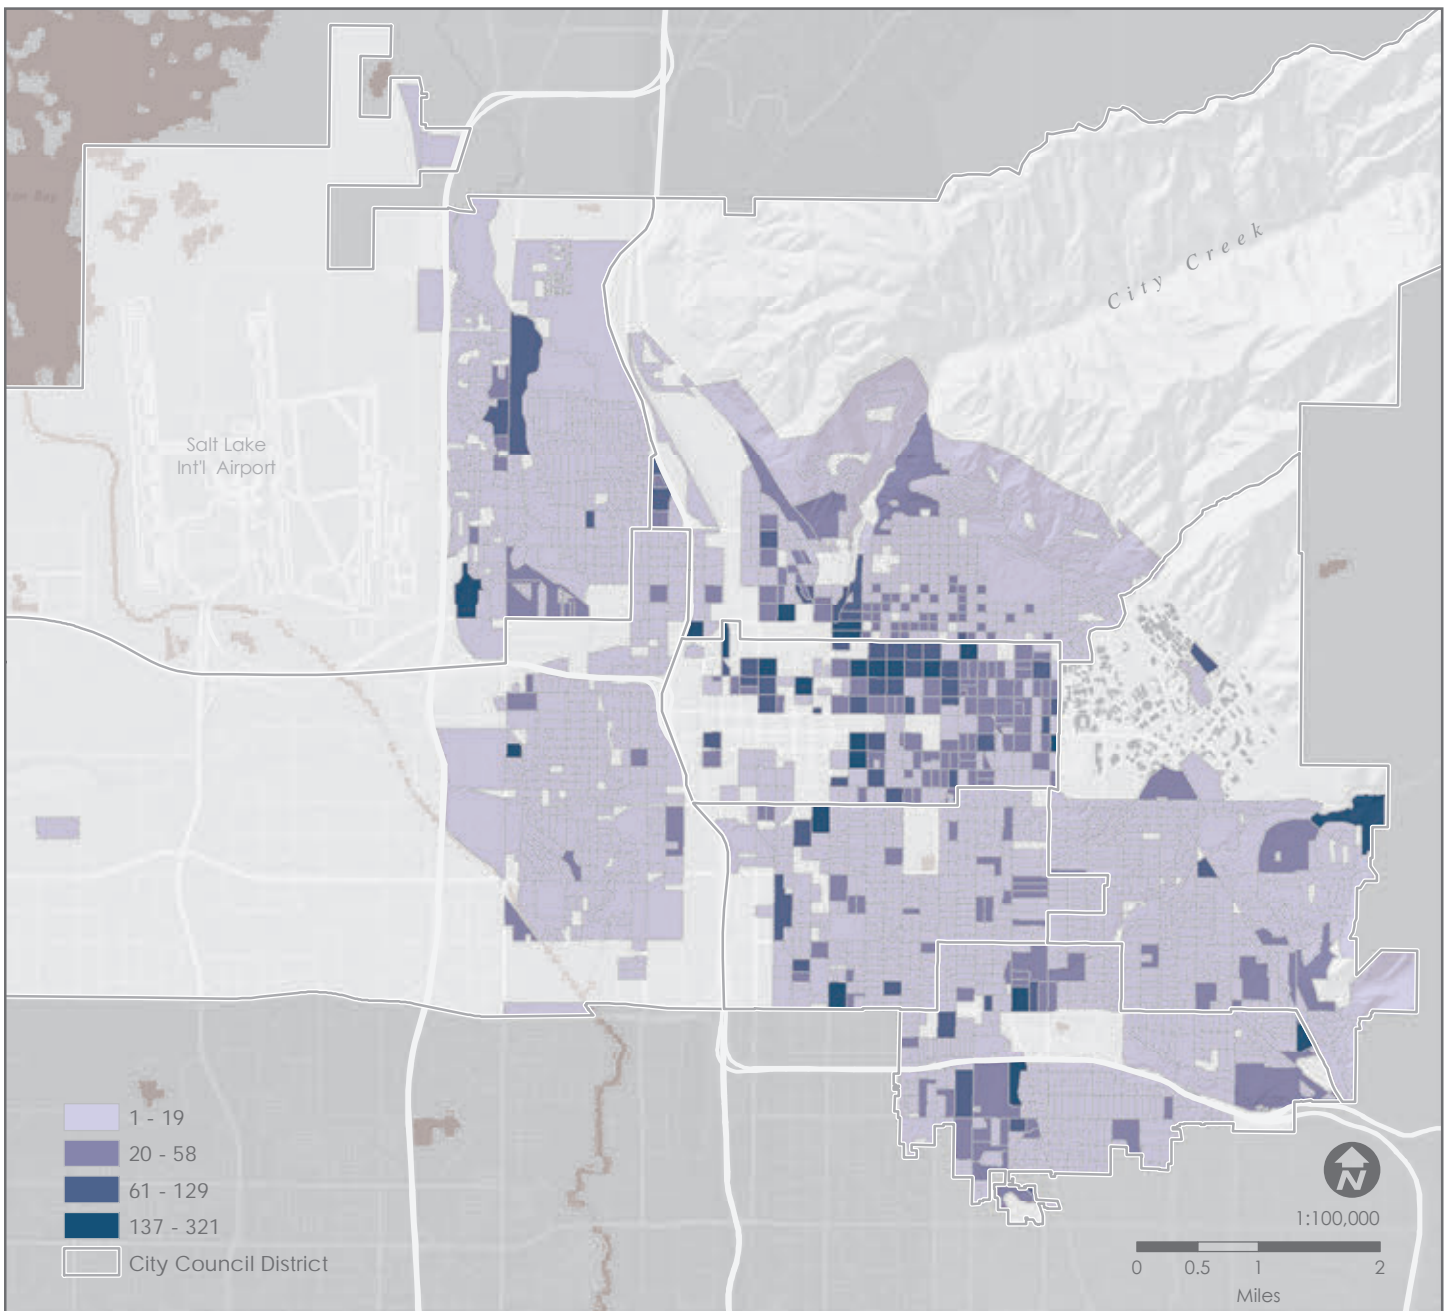 City Creek
Salt Lake
Int'l Airport
1 - 19
20 - 58
61 - 129
137 - 321
City Council District
N
1:100,000
0 0.5 1 2
Miles